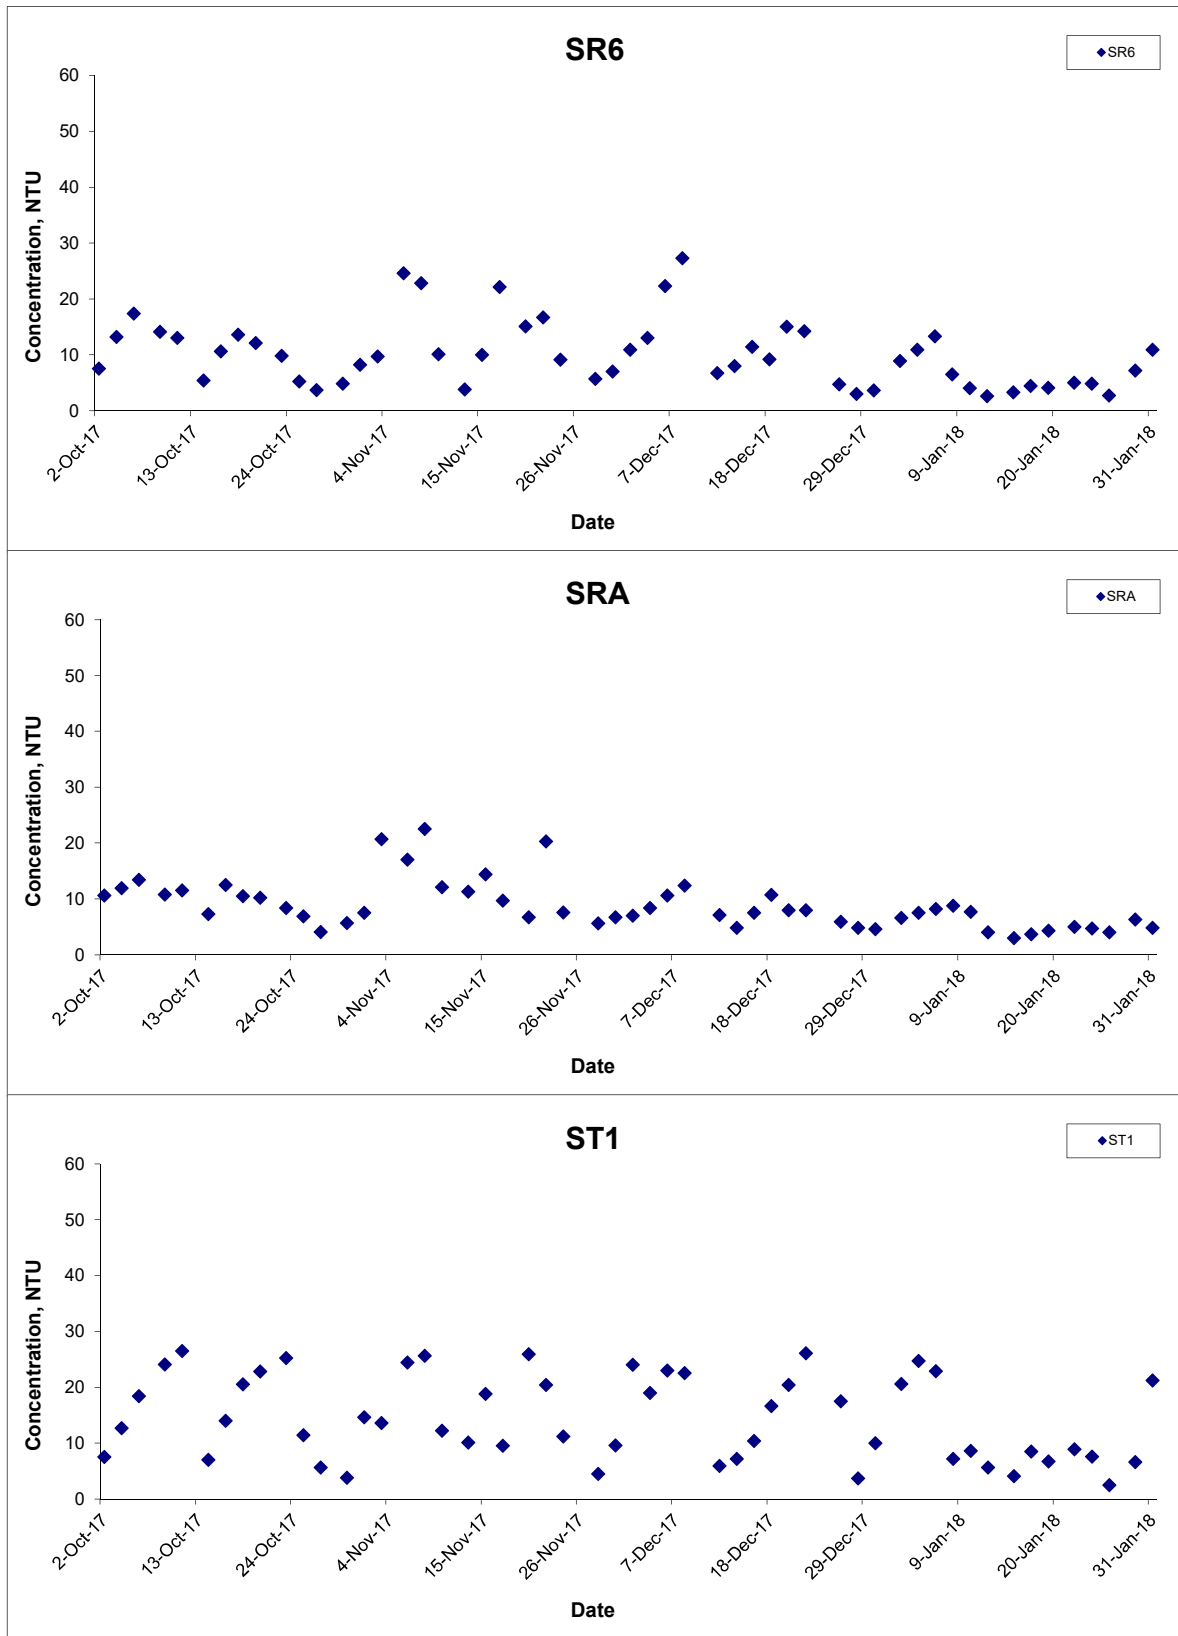 SR6
SR6
60
50
40
30
20
10
0
Concentration, NTU
2-Oct-17
13-Oct-17
24-Oct-17
4-Nov-17
15-Nov-17
26-Nov-17
7-Dec-17
18-Dec-17
29-Dec-17
9-Jan-18
20-Jan-18
31-Jan-18
Date
SRA
SRA
60
50
40
30
20
10
0
Concentration, NTU
2-Oct-17
13-Oct-17
24-Oct-17
4-Nov-17
15-Nov-17
26-Nov-17
7-Dec-17
18-Dec-17
29-Dec-17
9-Jan-18
20-Jan-18
31-Jan-18
Date
ST1
ST1
60
50
40
30
20
10
0
Concentration, NTU
2-Oct-17
13-Oct-17
24-Oct-17
4-Nov-17
15-Nov-17
26-Nov-17
7-Dec-17
18-Dec-17
29-Dec-17
9-Jan-18
20-Jan-18
31-Jan-18
Date